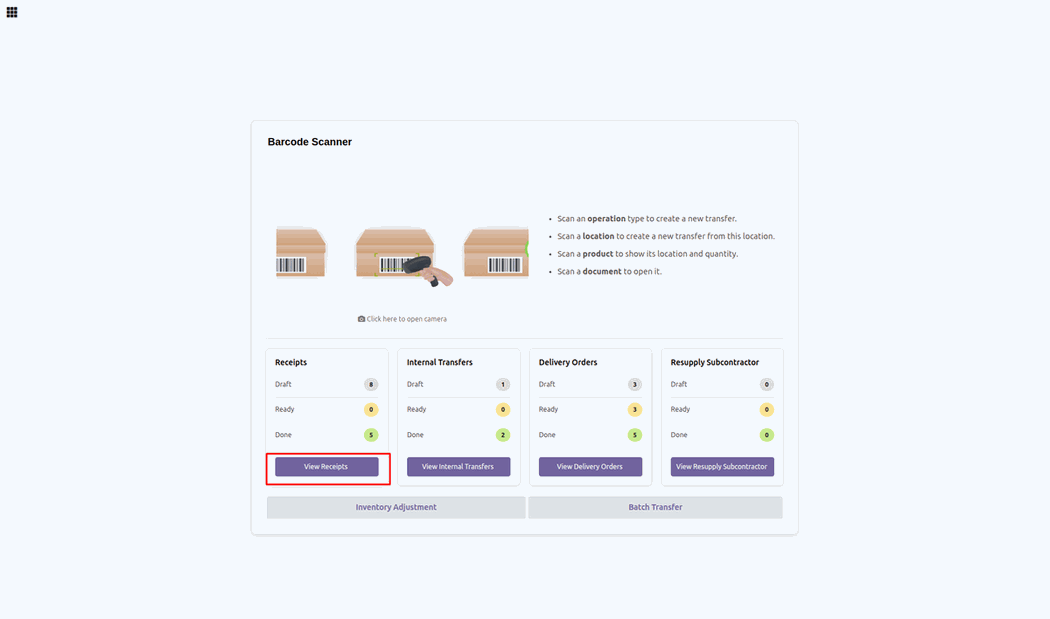 Barcode Scanner
Scan an operation type to create a new transfer.
Scan a location to create a new transfer from this location.
Scan a product to show its location and quantity.
Scan a document to open it.
Click here to open camera
Receipts
Draft 8
Ready 0
Done 5
View Receipts
Internal Transfers
Draft 1
Ready 0
Done 2
View Internal Transfers
Delivery Orders
Draft 3
Ready 3
Done 5
View Delivery Orders
Resupply Subcontractor
Draft 0
Ready 0
Done 0
View Resupply Subcontractor
Inventory Adjustment
Batch Transfer